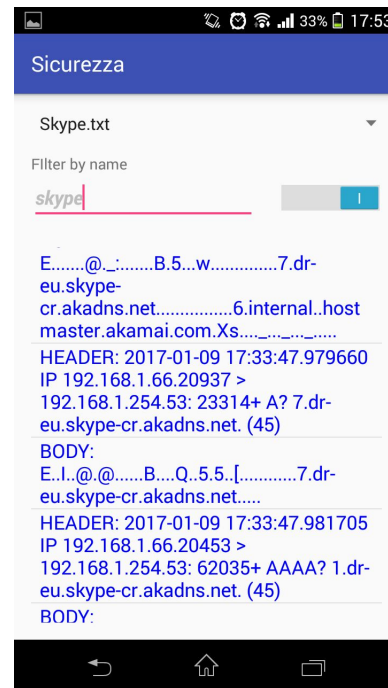 33% 17:53
Sicurezza
Skype.txt
FIlter by name
skype
I
E.......@._:.......B.5...w..............7.dr-
eu.skype-
cr.akadns.net................6.internal..host
master.akamai.com.Xs...._..._..._.....
HEADER: 2017-01-09 17:33:47.979660
IP 192.168.1.66.20937 >
192.168.1.254.53: 23314+ A? 7.dr-
eu.skype-cr.akadns.net. (45)
BODY:
E..I..@.@......B....Q..5.5..[............7.dr-
eu.skype-cr.akadns.net.....
HEADER: 2017-01-09 17:33:47.981705
IP 192.168.1.66.20453 >
192.168.1.254.53: 62035+ AAAA? 1.dr-
eu.skype-cr.akadns.net. (45)
BODY: